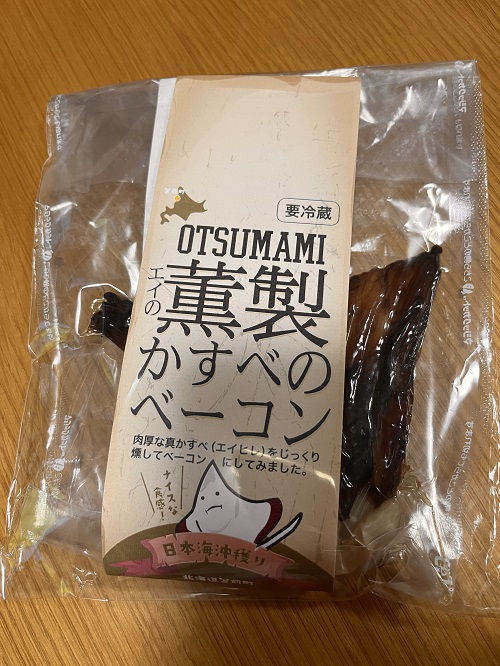 要冷蔵
OTSUMAMI
エイの
薫製
かすべの
ベーコン
肉厚な真かすべ(エイヒレ)をじっくり
燻してベーコン にしてみました。
ナイスな
食感!
日本海沖獲り